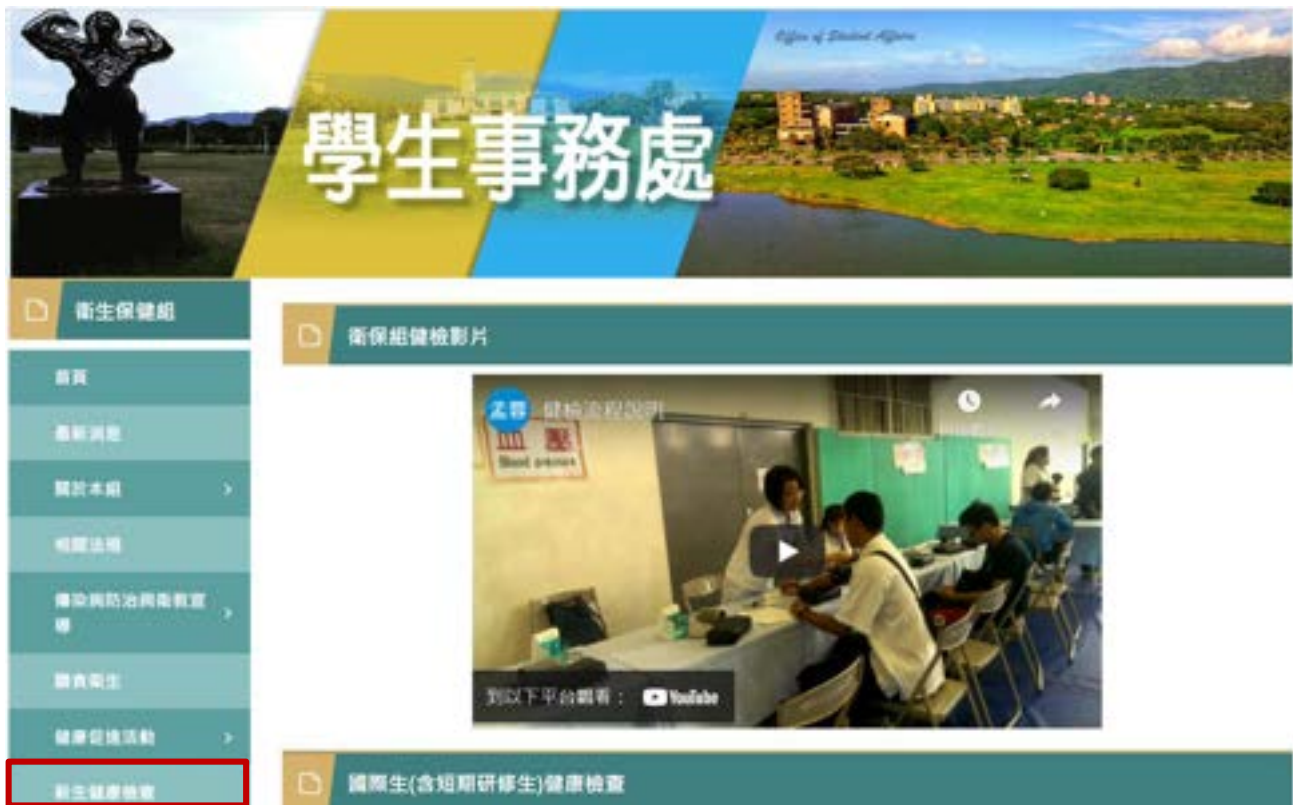 Office of Student Affairs
學生事務處
衛生保健組
首頁
最新消息
關於本組
相關法規
傳染病防治與衛教宣
導
膳食衛生
健康促進活動
新生健康檢查
衛保組健檢影片
孟蓉 健檢流程說明
血壓
Blood pressure
到以下平台觀看： YouTube
國際生(含短期研修生)健康檢查